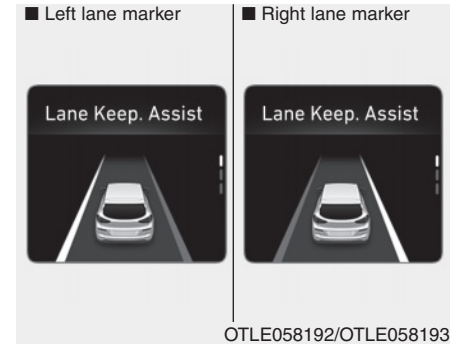 ■ Left lane marker
■ Right lane marker
Lane Keep. Assist
Lane Keep. Assist
OTLE058192/OTLE058193